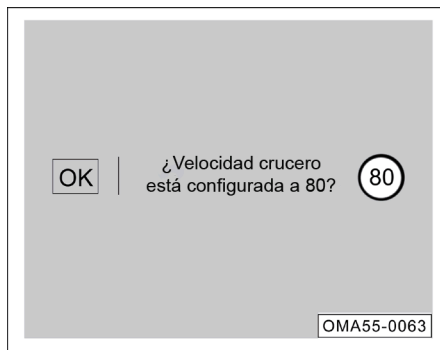 OK
¿Velocidad crucero
está configurada a 80?
80
OMA55-0063